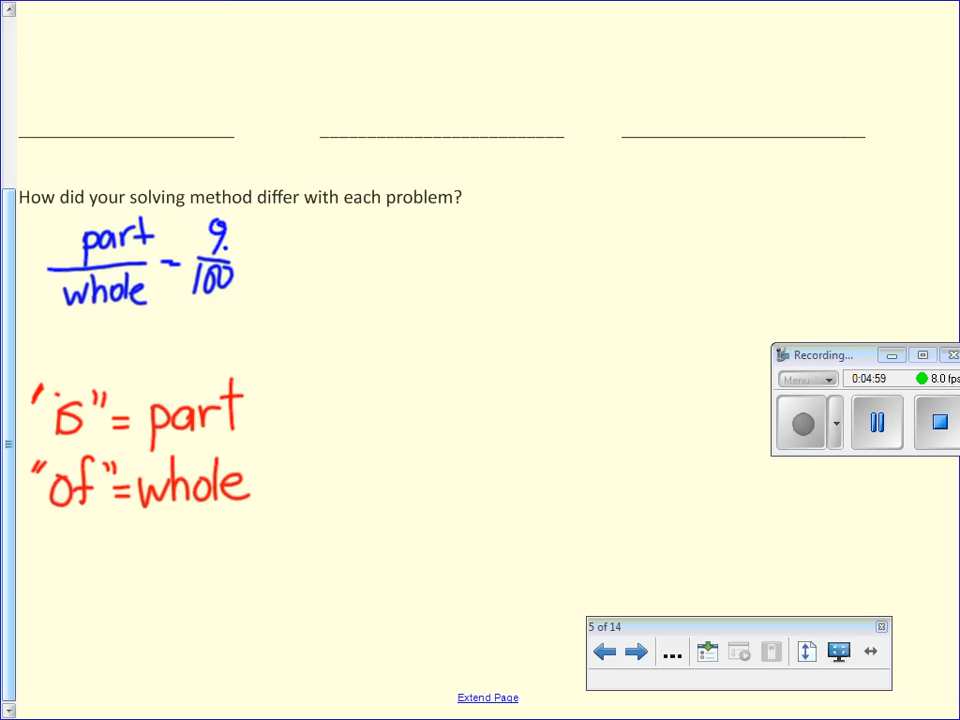 How did your solving method differ with each problem?
part
whole
=
%
100
"is" = part
"of" = whole
Recording...
Menu
0:04:59
8.0 fps
5 of 14
...
Extend Page